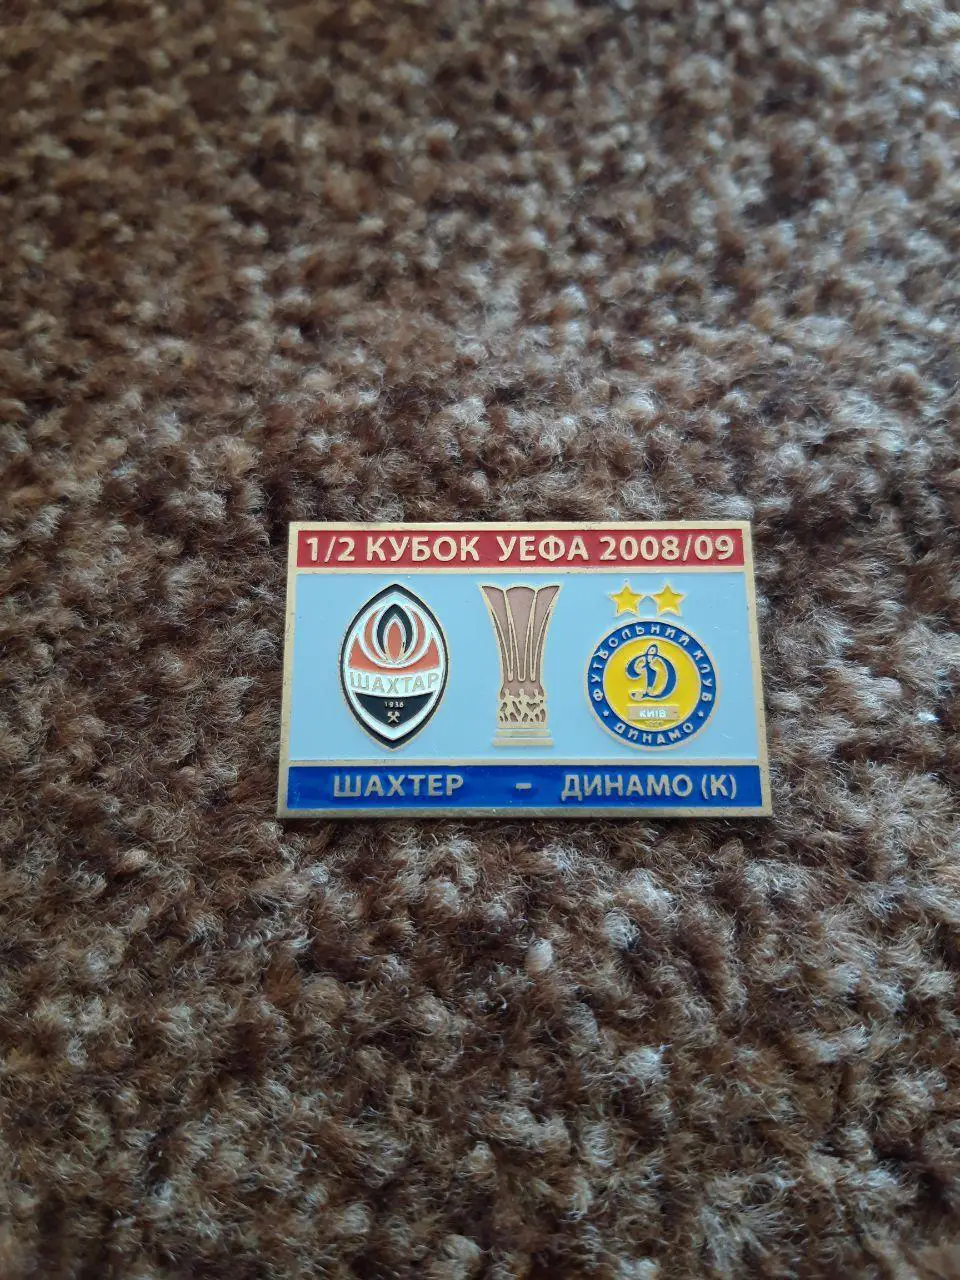 1/2 КУБОК УЕФА 2008/09
ШАХТАР
1936
ФУТБОЛЬНИЙ КЛУБ
Д
КИЇВ
ДИНАМО
ШАХТЕР - ДИНАМО (К)